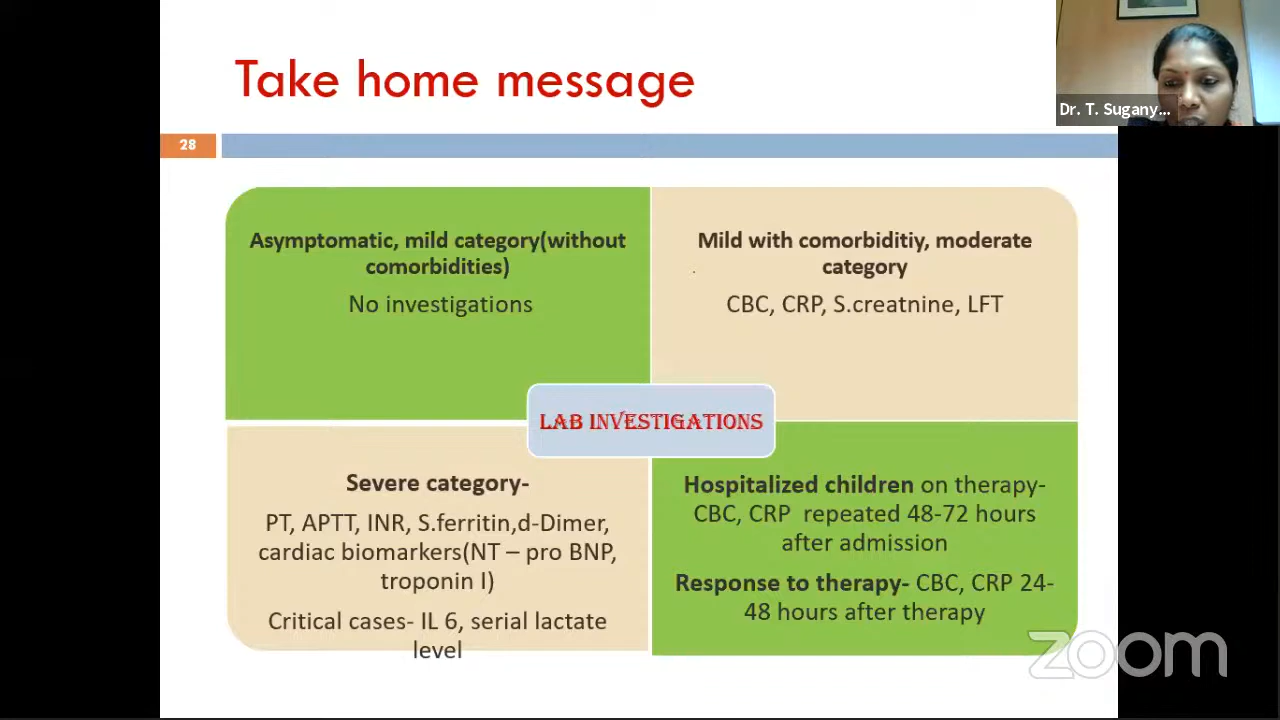 Take home message
Dr. T. Sugany...
28
Asymptomatic, mild category(without
comorbidities)
No investigations
Mild with comorbiditiy, moderate
category
CBC, CRP, S.creatnine, LFT
LAB INVESTIGATIONS
Severe category-
PT, APTT, INR, S.ferritin,d-Dimer,
cardiac biomarkers(NT – pro BNP,
troponin I)
Critical cases- IL 6, serial lactate
level
Hospitalized children on therapy-
CBC, CRP repeated 48-72 hours
after admission
Response to therapy- CBC, CRP 24-
48 hours after therapy
zoom